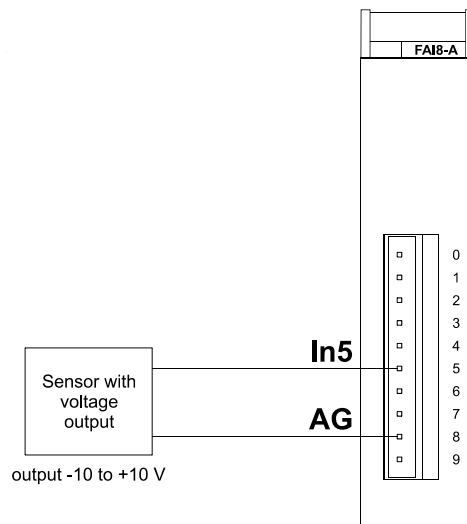 FAI8-A
0
1
2
3
4
In5
5
6
7
AG
8
9
Sensor with
voltage
output
output -10 to +10 V